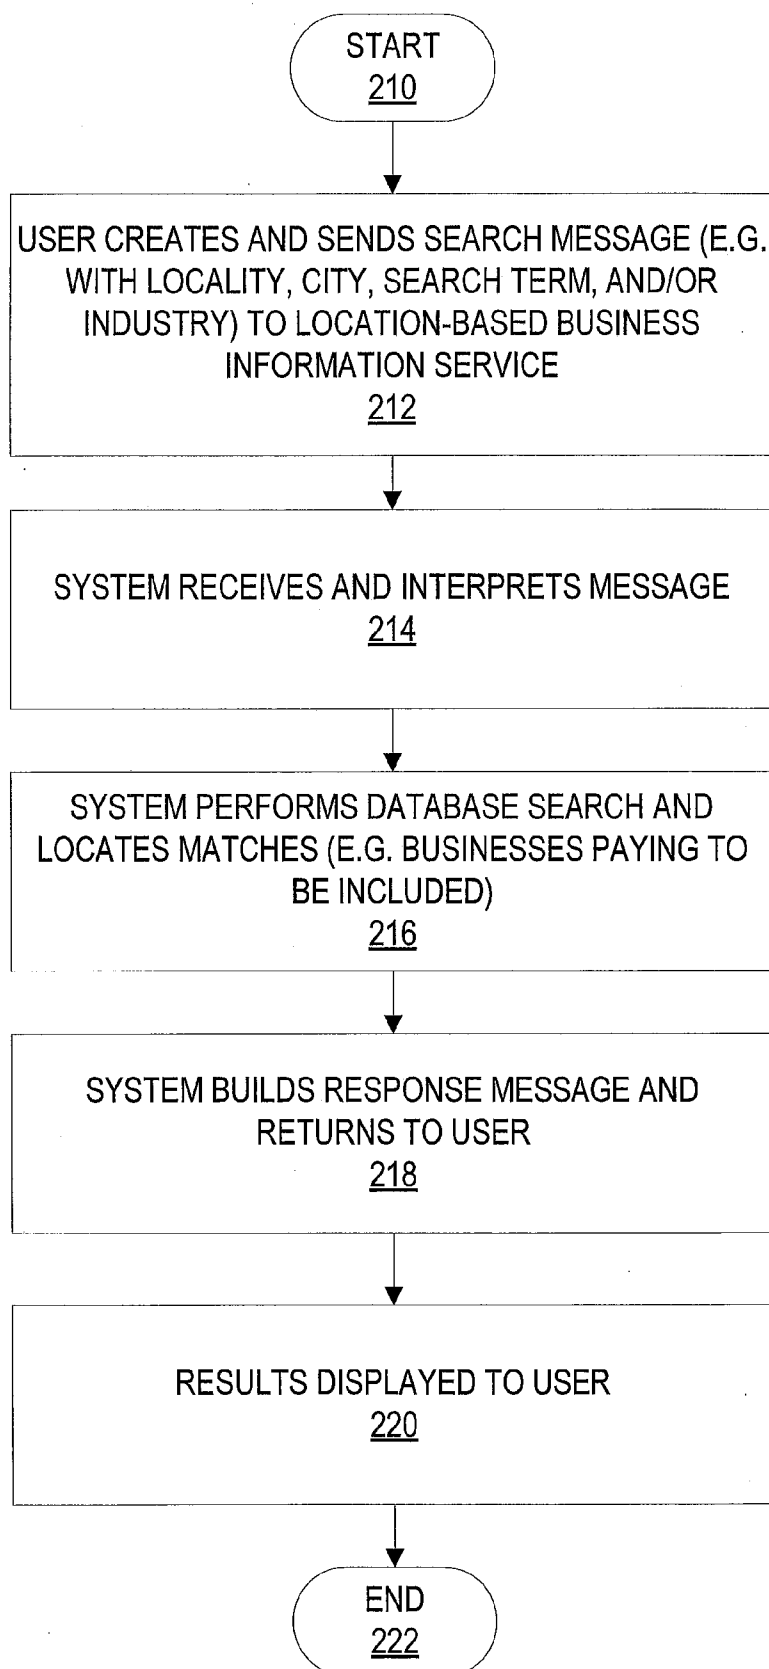 START
210
USER CREATES AND SENDS SEARCH MESSAGE (E.G.
WITH LOCALITY, CITY, SEARCH TERM, AND/OR
INDUSTRY) TO LOCATION-BASED BUSINESS
INFORMATION SERVICE
212
SYSTEM RECEIVES AND INTERPRETS MESSAGE
214
SYSTEM PERFORMS DATABASE SEARCH AND
LOCATES MATCHES (E.G. BUSINESSES PAYING TO
BE INCLUDED)
216
SYSTEM BUILDS RESPONSE MESSAGE AND
RETURNS TO USER
218
RESULTS DISPLAYED TO USER
220
END
222